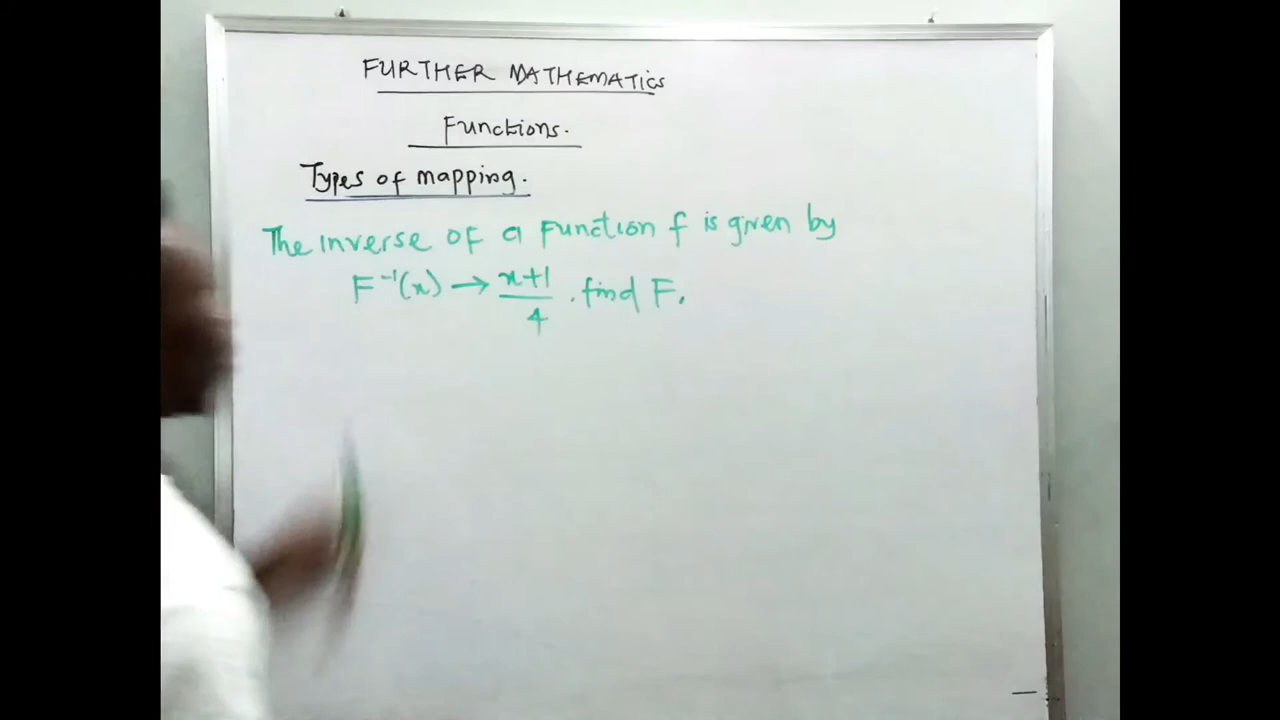 FURTHER MATHEMATICS
Functions.
Types of mapping.
The inverse of a function f is given by
F⁻¹(x) → x+1/4 . find F.